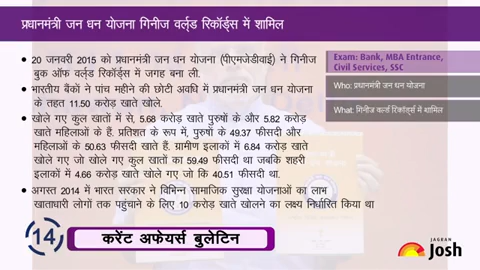 प्रधानमंत्री जन धन योजना गिनीज वर्ल्ड रिकॉर्ड्स में शामिल
• 20 जनवरी 2015 को प्रधानमंत्री जन धन योजना (पीएमजेडीवाई) ने गिनीज
बुक ऑफ वर्ल्ड रिकॉर्ड्स में जगह बना ली.
• भारतीय बैंकों ने पांच महीने की छोटी अवधि में प्रधानमंत्री जन धन योजना
के तहत 11.50 करोड़ खाते खोले.
• खोले गए कुल खातों में से, 5.68 करोड़ खाते पुरुषों के और 5.82 करोड़
खाते महिलाओं के हैं. प्रतिशत के रूप में, पुरुषों के 49.37 फीसदी और
महिलाओं के 50.63 फीसदी खाते हैं. ग्रामीण इलाकों में 6.84 करोड़ खाते
खोले गए जो खोले गए कुल खातों का 59.49 फीसदी था जबकि शहरी
इलाकों में 4.66 करोड़ खाते खोले गए जो कि 40.51 फीसदी था.
• अगस्त 2014 में भारत सरकार ने विभिन्न सामाजिक सुरक्षा योजनाओं का लाभ
खाताधारी लोगों तक पहुंचाने के लिए 10 करोड़ खाते खोलने का लक्ष्य निर्धारित किया था
Exam: Bank, MBA Entrance,
Civil Services, SSC
Who: प्रधानमंत्री जन धन योजना
What: गिनीज वर्ल्ड रिकॉर्ड्स में शामिल
14
करेंट अफेयर्स बुलेटिन
JAGRAN
Josh